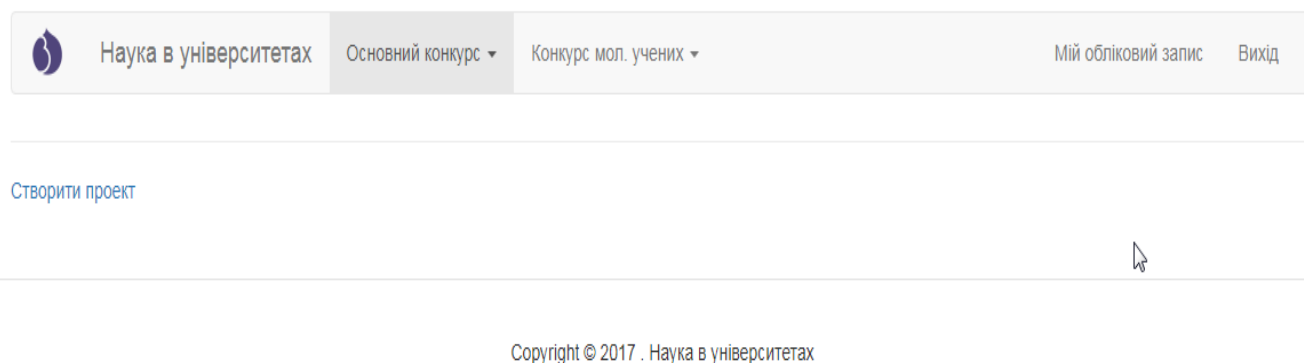 Наука в університетах Основний конкурс Конкурс мол. учених Мій обліковий запис Вихід
Створити проект
Copyright © 2017 . Наука в університетах